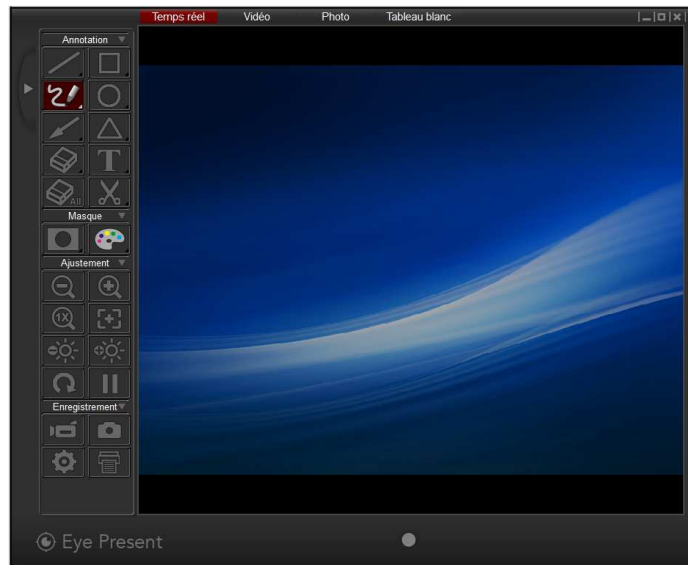 Temps réel Vidéo Photo Tableau blanc
Annotation
T
All
Masque
Ajustement
1X
Enregistrement
Eye Present